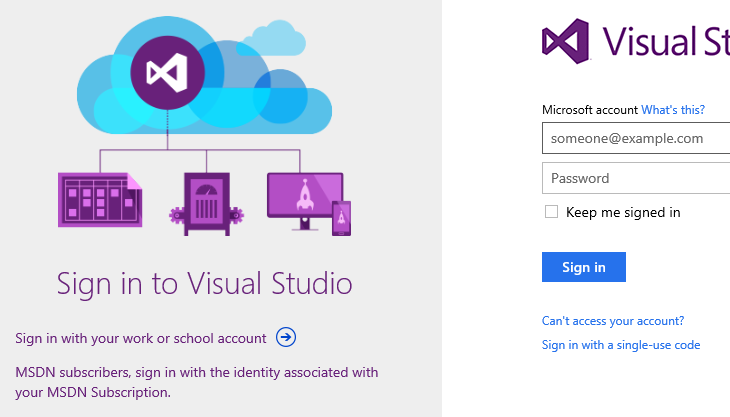 Sign in to Visual Studio
Sign in with your work or school account
MSDN subscribers, sign in with the identity associated with
your MSDN Subscription.
Visual
Microsoft account What's this?
someone@example.com
Password
Keep me signed in
Sign in
Can't access your account?
Sign in with a single-use code